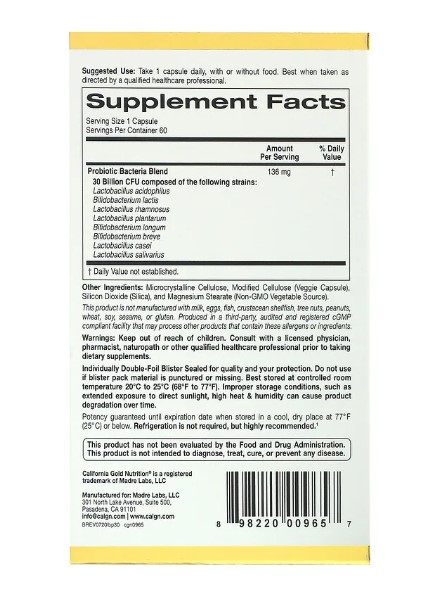 Suggested Use: Take 1 capsule daily, with or without food. Best when taken as
directed by a qualified healthcare professional.
Supplement Facts
Serving Size 1 Capsule
Servings Per Container 60
Amount Per Serving % Daily Value
Probiotic Bacteria Blend 136 mg †
30 Billion CFU composed of the following strains:
Lactobacillus acidophilus
Bifidobacterium lactis
Lactobacillus rhamnosus
Lactobacillus plantarum
Bifidobacterium longum
Bifidobacterium breve
Lactobacillus casei
Lactobacillus salivarius
† Daily Value not established.
Other Ingredients: Microcrystalline Cellulose, Modified Cellulose (Veggie Capsule),
Silicon Dioxide (Silica), and Magnesium Stearate (Non-GMO Vegetable Source).
This product is not manufactured with milk, eggs, fish, crustacean shellfish, tree nuts, peanuts,
wheat, soy, sesame, or gluten. Produced in a third-party, audited and registered cGMP
compliant facility that may process other products that contain these allergens or ingredients.
Warnings: Keep out of reach of children. Consult with a licensed physician,
pharmacist, naturopath or other qualified healthcare professional prior to taking
dietary supplements.
Individually Double-Foil Blister Sealed for quality and your protection. Do not use
if blister pack material is punctured or missing. Best stored at controlled room
temperature 20°C to 25°C (68°F to 77°F). Improper storage conditions, such as
extended exposure to direct sunlight, high heat & humidity can cause product
degradation over time.
Potency guaranteed until expiration date when stored in a cool, dry place at 77°F
(25°C) or below. Refrigeration is not required, but highly recommended.¹
This product has not been evaluated by the Food and Drug Administration.
This product is not intended to diagnose, treat, cure, or prevent any disease.
California Gold Nutrition® is a registered
trademark of Madre Labs, LLC
Manufactured for: Madre Labs, LLC
301 North Lake Avenue, Suite 500,
Pasadena, CA 91101
info@calgn.com | www.calgn.com
cgn0965
8 98220 00965 7